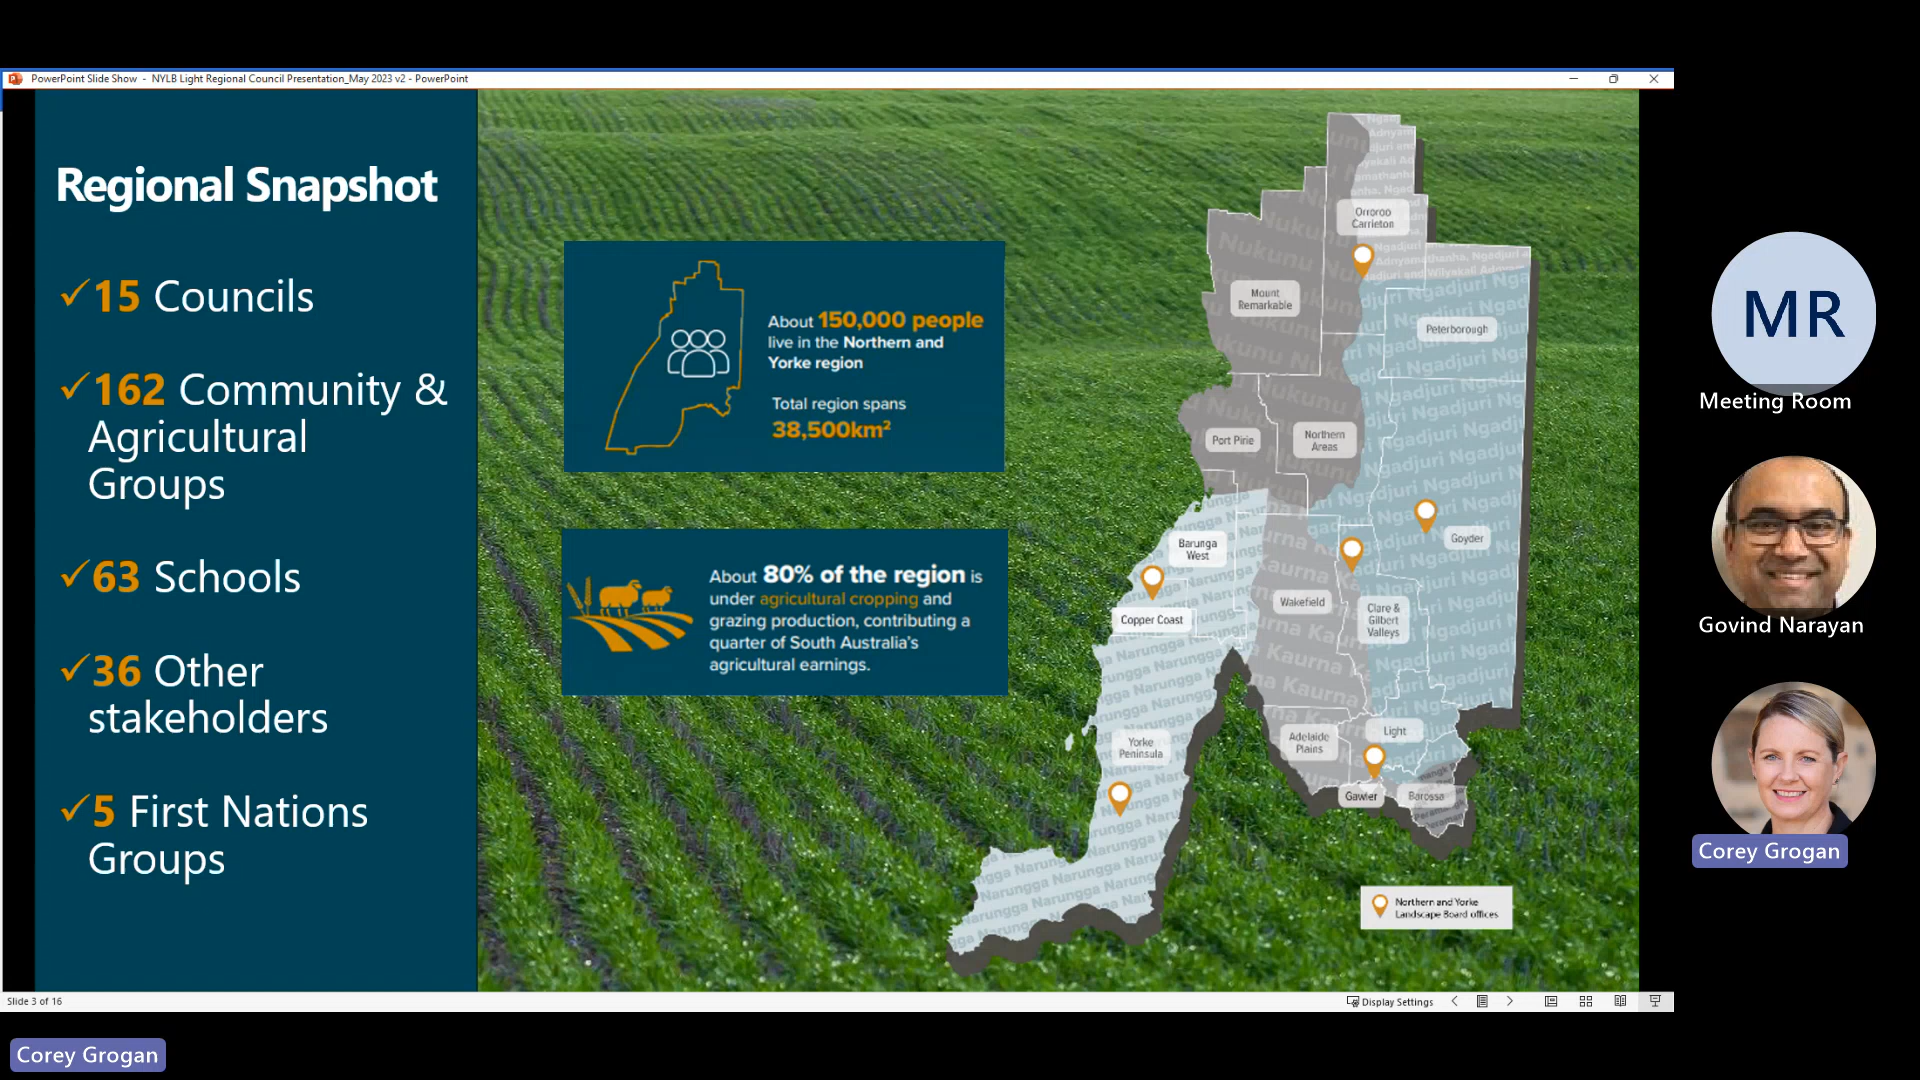 PowerPoint Slide Show - NYLB Light Regional Council Presentation_May 2023 v2 - PowerPoint
Regional Snapshot
✓15 Councils
✓162 Community &
Agricultural
Groups
✓63 Schools
✓36 Other
stakeholders
✓5 First Nations
Groups
About 150,000 people
live in the Northern and
Yorke region
Total region spans
38,500km²
About 80% of the region is
under agricultural cropping and
grazing production, contributing a
quarter of South Australia's
agricultural earnings.
Orroroo
Carrieton
Mount
Remarkable
Peterborough
Port Pirie
Northern
Areas
Barunga
West
Goyder
Copper Coast
Wakefield
Clare &
Gilbert
Valleys
Yorke
Peninsula
Adelaide
Plains
Light
Gawler
Barossa
Nukunu
Ngadjuri
Narungga
Kaurna
Northern and Yorke
Landscape Board offices
Slide 3 of 16
Display Settings
MR
Meeting Room
Govind Narayan
Corey Grogan
Corey Grogan